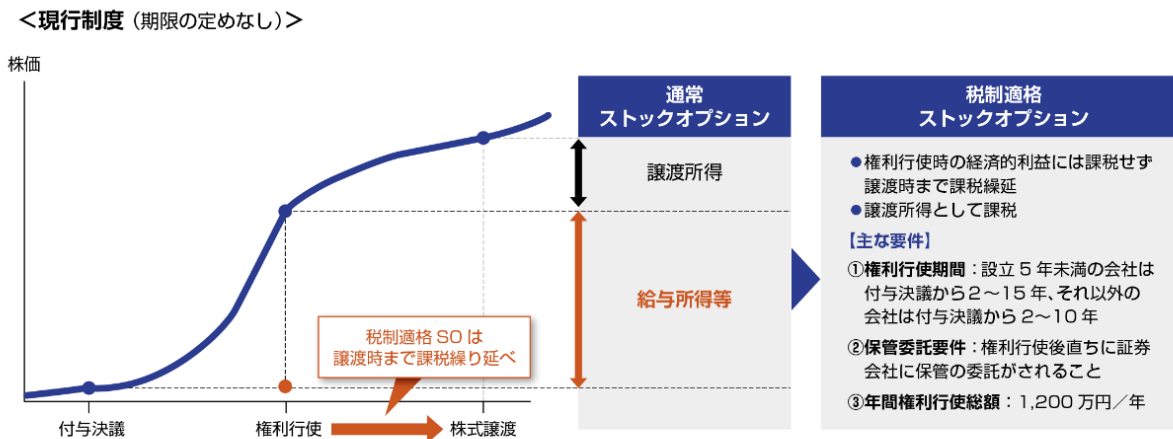 <現行制度（期限の定めなし）>
株価
付与決議
権利行使
株式譲渡
税制適格 SO は
譲渡時まで課税繰り延べ
通常
ストックオプション
譲渡所得
給与所得等
税制適格
ストックオプション
●権利行使時の経済的利益には課税せず
譲渡時まで課税繰延
●譲渡所得として課税
【主な要件】
①権利行使期間：設立 5 年未満の会社は
付与決議から2～15 年、それ以外の
会社は付与決議から 2～10 年
②保管委託要件：権利行使後直ちに証券
会社に保管の委託がされること
③年間権利行使総額：1,200 万円／年